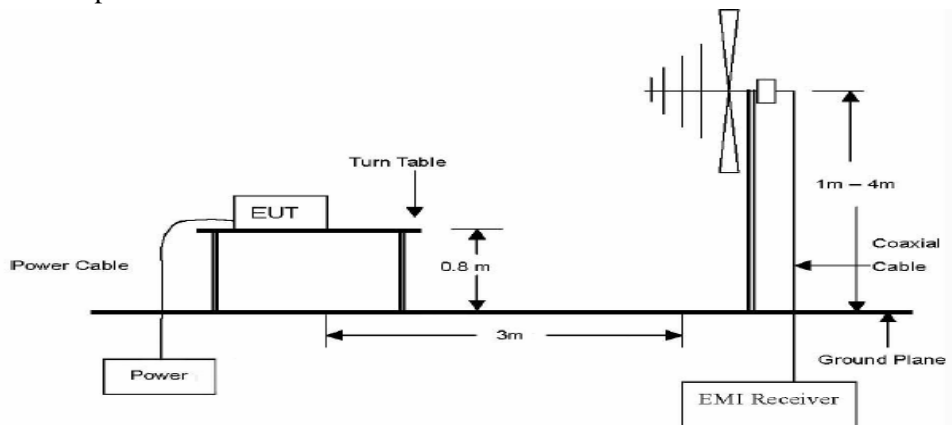 Turn Table
EUT
1m – 4m
Coaxial
Cable
Power Cable
0.8 m
3m
Ground Plane
Power
EMI Receiver